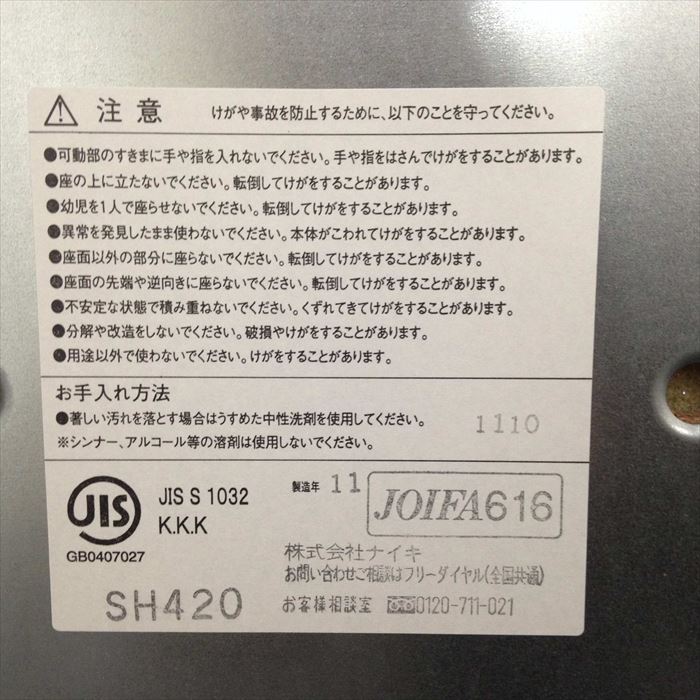 注意 けがや事故を防止するために、以下のことを守ってください。
●可動部のすきまに手や指を入れないでください。手や指をはさんでけがをすることがあります。
●座の上に立たないでください。転倒してけがをすることがあります。
●幼児を1人で座らせないでください。転倒してけがをすることがあります。
●異常を発見したまま使わないでください。本体がこわれてけがをすることがあります。
●座面以外の部分に座らないでください。転倒してけがをすることがあります。
●座面の先端や逆向きに座らないでください。転倒してけがをすることがあります。
●不安定な状態で積み重ねないでください。くずれてきてけがをすることがあります。
●分解や改造をしないでください。破損やけがをすることがあります。
●用途以外で使わないでください。けがをすることがあります。
お手入れ方法
●著しい汚れを落とす場合はうすめた中性洗剤を使用してください。
※シンナー、アルコール等の溶剤は使用しないでください。
1110
JIS
JIS S 1032
K.K.K
GB0407027
製造年 11
JOIFA616
株式会社ナイキ
お問い合わせご相談はフリーダイヤル(全国共通)
SH420
お客様相談室 0120-711-021